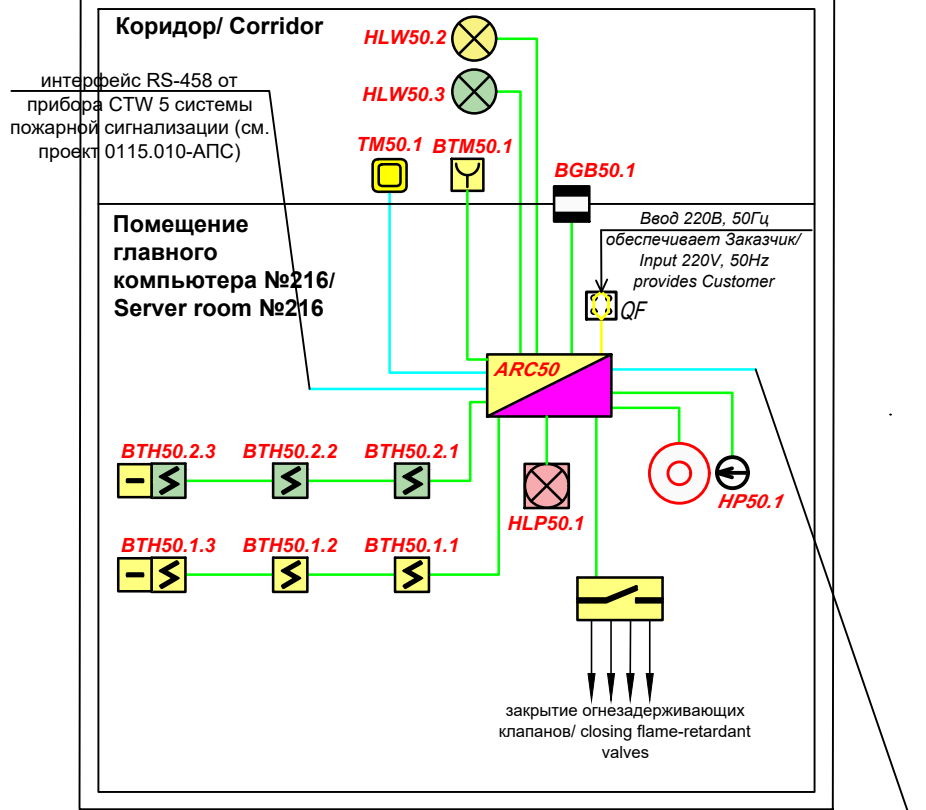 Коридор/ Corridor
HLW50.2
интерфейс RS-458 от
прибора CTW 5 системы
пожарной сигнализации (см.
проект 0115.010-АПС)
HLW50.3
TM50.1
BTM50.1
BGB50.1
Помещение
главного
компьютера №216/
Server room №216
Ввод 220В, 50Гц
обеспечивает Заказчик/
Input 220V, 50Hz
provides Customer
QF
ARC50
BTH50.2.3
BTH50.2.2
BTH50.2.1
HLP50.1
HP50.1
BTH50.1.3
BTH50.1.2
BTH50.1.1
закрытие огнезадерживающих
клапанов/ closing flame-retardant
valves